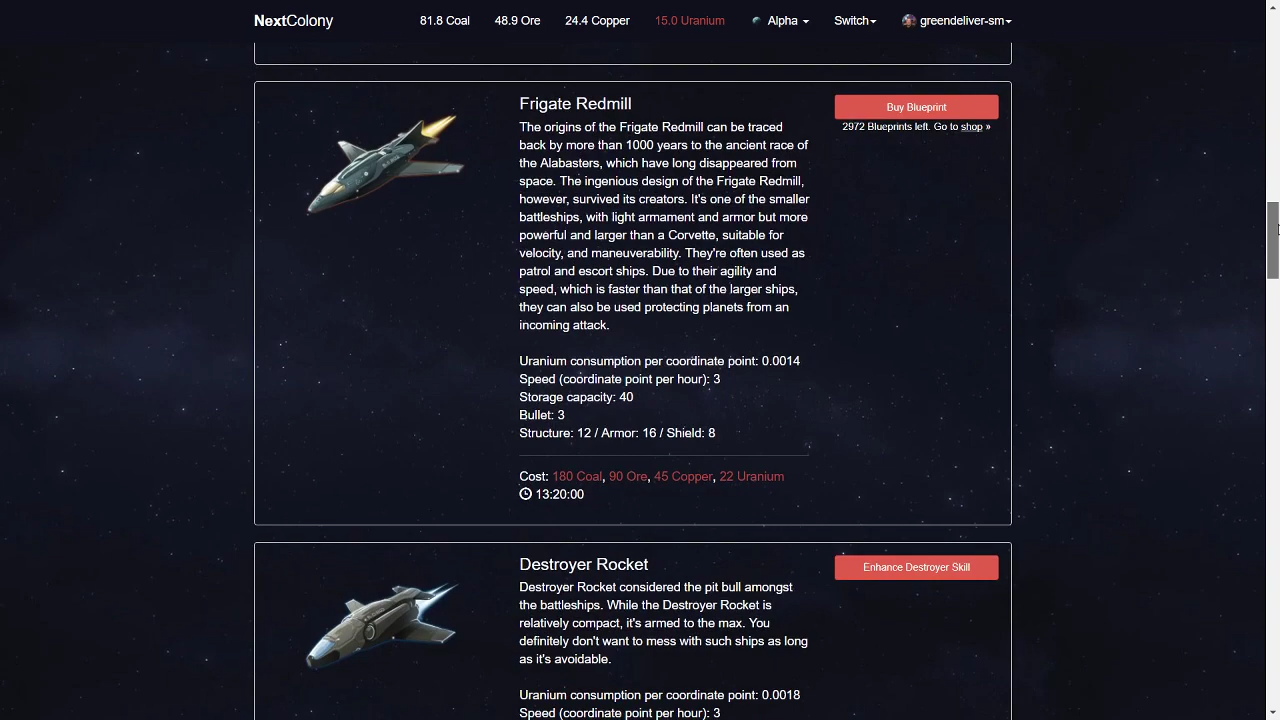 NextColony 81.8 Coal 48.9 Ore 24.4 Copper 15.0 Uranium Alpha Switch greendeliver-sm
Frigate Redmill
The origins of the Frigate Redmill can be traced
back by more than 1000 years to the ancient race of
the Alabasters, which have long disappeared from
space. The ingenious design of the Frigate Redmill,
however, survived its creators. It's one of the smaller
battleships, with light armament and armor but more
powerful and larger than a Corvette, suitable for
velocity, and maneuverability. They're often used as
patrol and escort ships. Due to their agility and
speed, which is faster than that of the larger ships,
they can also be used protecting planets from an
incoming attack.
Uranium consumption per coordinate point: 0.0014
Speed (coordinate point per hour): 3
Storage capacity: 40
Bullet: 3
Structure: 12 / Armor: 16 / Shield: 8
Cost: 180 Coal, 90 Ore, 45 Copper, 22 Uranium
13:20:00
Buy Blueprint
2972 Blueprints left. Go to shop »
Destroyer Rocket
Destroyer Rocket considered the pit bull amongst
the battleships. While the Destroyer Rocket is
relatively compact, it's armed to the max. You
definitely don't want to mess with such ships as long
as it's avoidable.
Uranium consumption per coordinate point: 0.0018
Speed (coordinate point per hour): 3
Enhance Destroyer Skill